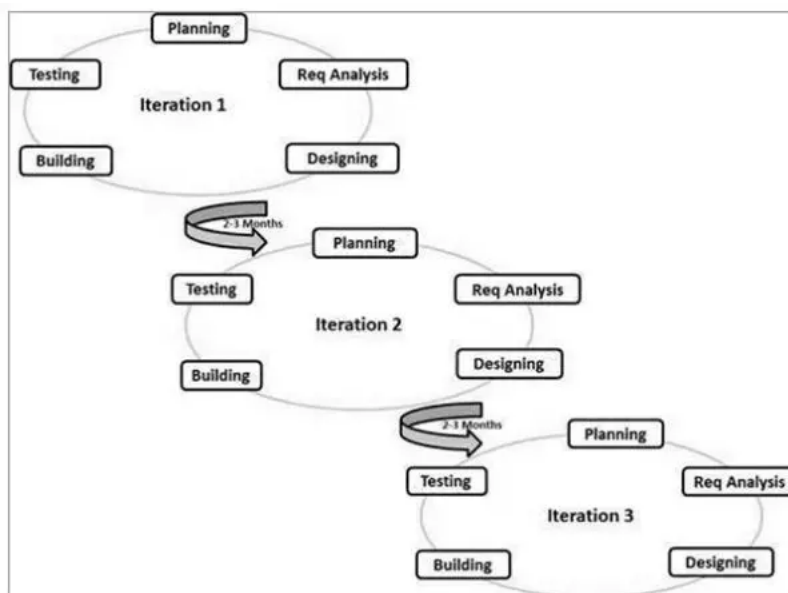 Planning
Testing
Req Analysis
Iteration 1
Building
Designing
2-3 Months
Planning
Testing
Req Analysis
Iteration 2
Building
Designing
2-3 Months
Planning
Testing
Req Analysis
Iteration 3
Building
Designing